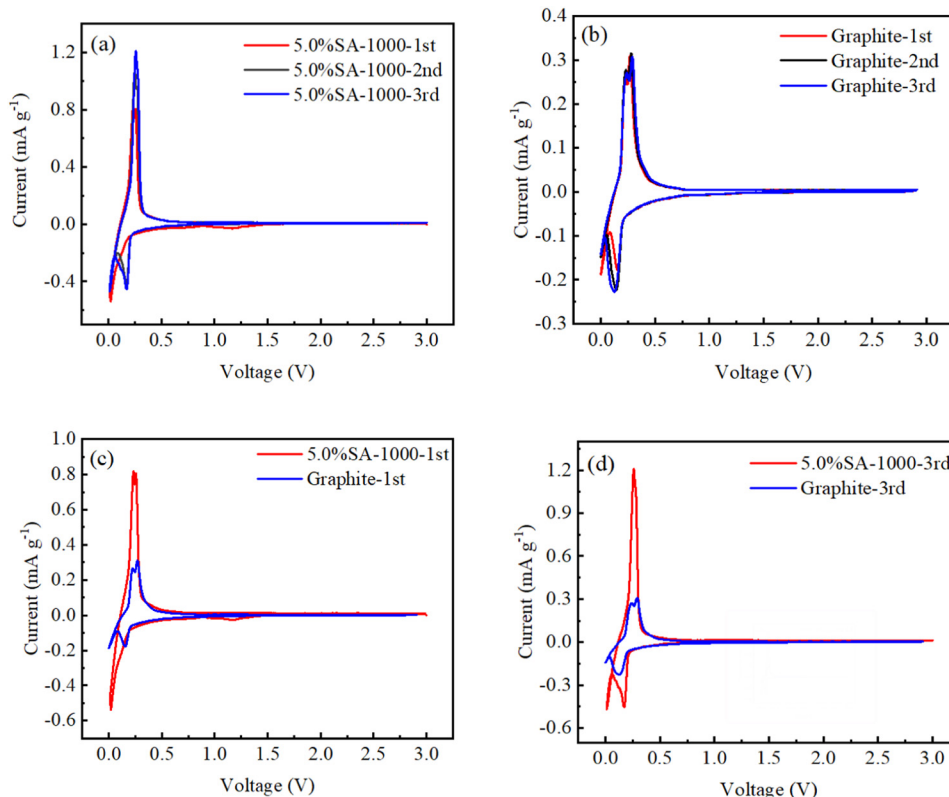 (a)
5.0%SA-1000-1st
5.0%SA-1000-2nd
5.0%SA-1000-3rd
Current (mA g⁻¹)
1.2
0.8
0.4
0.0
-0.4
0.0 0.5 1.0 1.5 2.0 2.5 3.0
Voltage (V)
(b)
Graphite-1st
Graphite-2nd
Graphite-3rd
Current (mA g⁻¹)
0.3
0.2
0.1
0.0
-0.1
-0.2
-0.3
0.0 0.5 1.0 1.5 2.0 2.5 3.0
Voltage (V)
(c)
5.0%SA-1000-1st
Graphite-1st
Current (mA g⁻¹)
1.0
0.8
0.6
0.4
0.2
0.0
-0.2
-0.4
-0.6
0.0 0.5 1.0 1.5 2.0 2.5 3.0
Voltage (V)
(d)
5.0%SA-1000-3rd
Graphite-3rd
Current (mA g⁻¹)
1.2
0.9
0.6
0.3
0.0
-0.3
-0.6
0.0 0.5 1.0 1.5 2.0 2.5 3.0
Voltage (V)